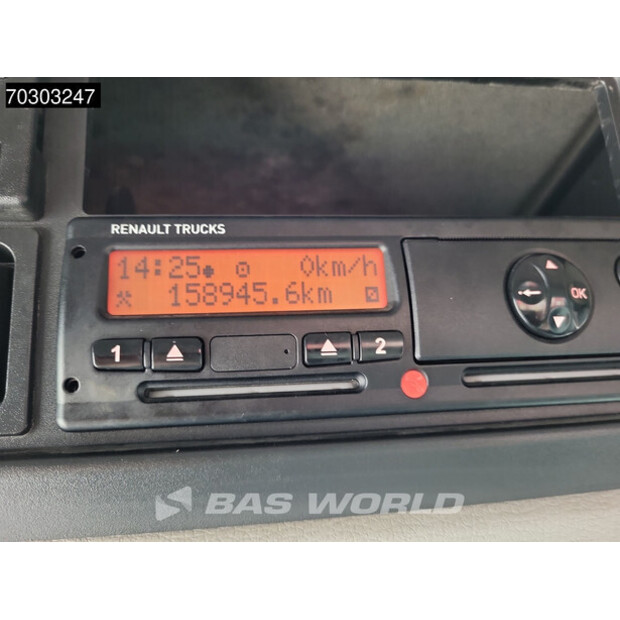 70303247
RENAULT TRUCKS
14:25 0km/h
158945.6km
1 2 OK
BAS WORLD